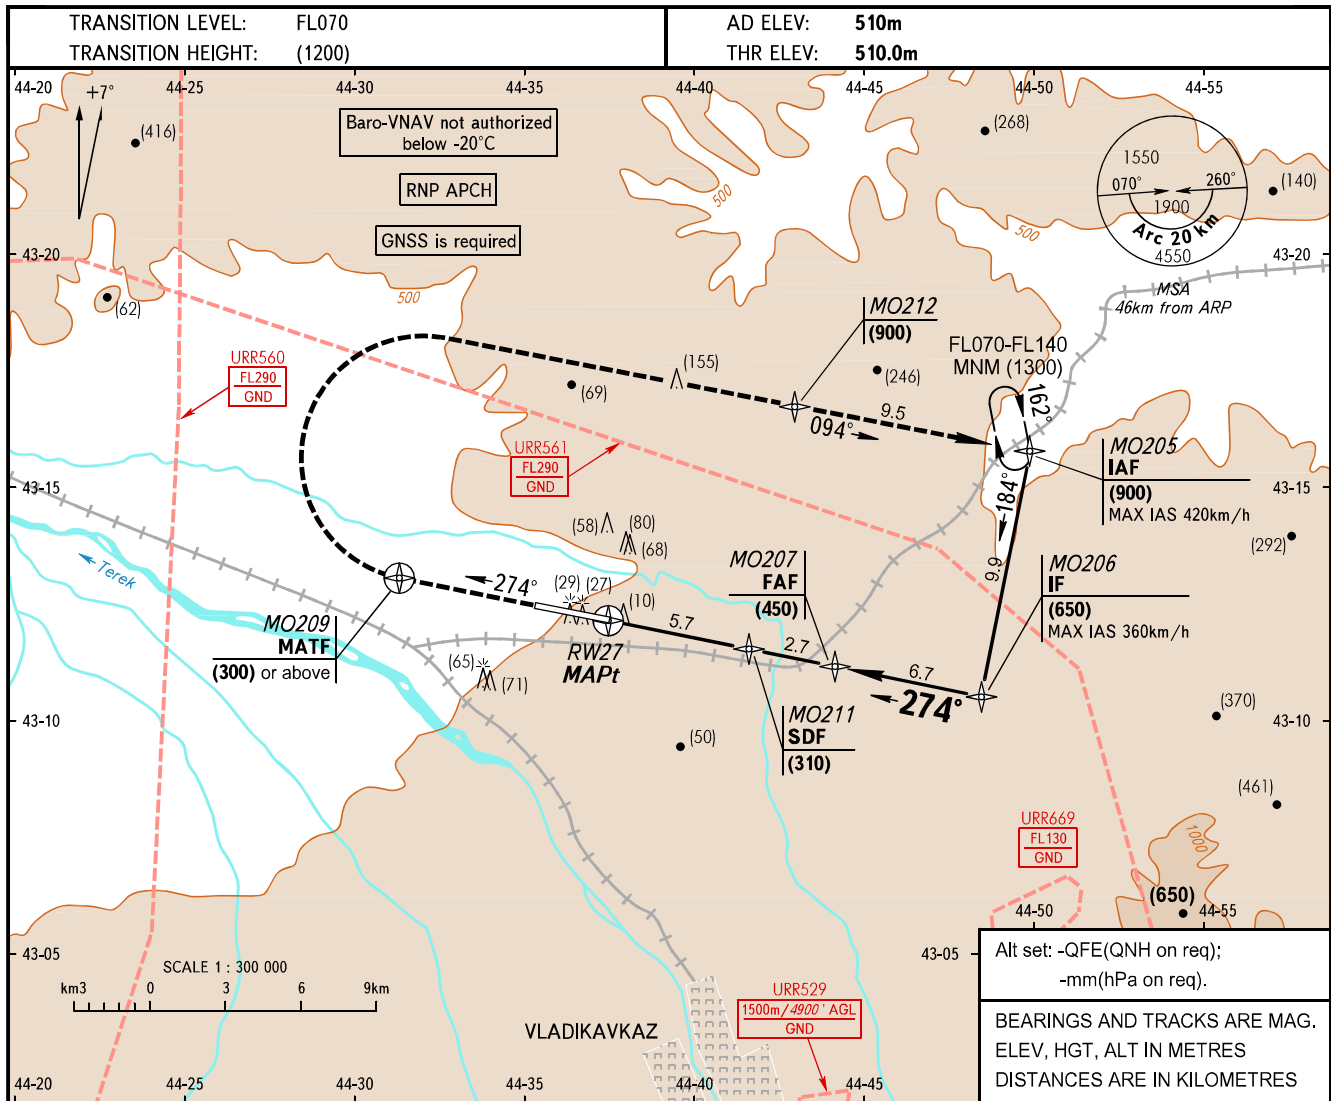 TRANSITION LEVEL: FL070
TRANSITION HEIGHT: (1200)
AD ELEV: 510m
THR ELEV: 510.0m
44-20
44-25
44-30
44-35
44-40
44-45
44-50
44-55
+7°
(416)
Baro-VNAV not authorized
below -20°C
RNP APCH
GNSS is required
(268)
500
1550
070°
260°
1900
Arc 20 km
4550
(140)
500
43-20
43-20
MSA
46km from ARP
(62)
500
MO212
(900)
FL070-FL140
MNM (1300)
URR560
FL290
GND
(155)
(69)
(246)
162°
9.5
094°
URR561
FL290
GND
MO205
IAF
(900)
MAX IAS 420km/h
43-15
43-15
184°
(58)
(80)
(68)
(292)
Terek
MO207
FAF
(450)
9.9
MO206
IF
(650)
MAX IAS 360km/h
274°
(29)
(27)
(10)
5.7
MO209
MATF
(300) or above
RW27
MAPt
2.7
6.7
274°
(65)
(71)
MO211
SDF
(310)
(370)
43-10
43-10
(50)
(461)
URR669
FL130
GND
1000
(650)
44-50
44-55
43-05
43-05
SCALE 1 : 300 000
km3 0 3 6 9km
Alt set: -QFE(QNH on req);
-mm(hPa on req).
URR529
1500m/4900' AGL
GND
VLADIKAVKAZ
BEARINGS AND TRACKS ARE MAG.
ELEV, HGT, ALT IN METRES
DISTANCES ARE IN KILOMETRES
44-20
44-25
44-30
44-35
44-40
44-45